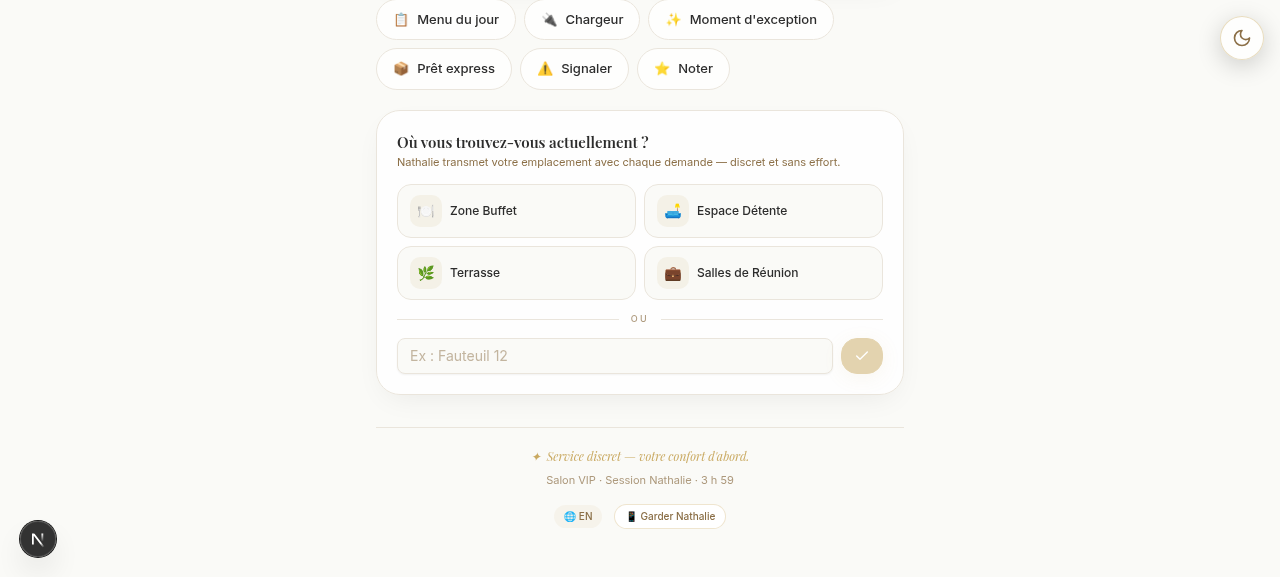 Menu du jour
Chargeur
Moment d'exception
Prêt express
Signaler
Noter
Où vous trouvez-vous actuellement ?
Nathalie transmet votre emplacement avec chaque demande — discret et sans effort.
Zone Buffet
Espace Détente
Terrasse
Salles de Réunion
OU
Ex : Fauteuil 12
Service discret — votre confort d'abord.
Salon VIP · Session Nathalie · 3 h 59
EN
Garder Nathalie
N